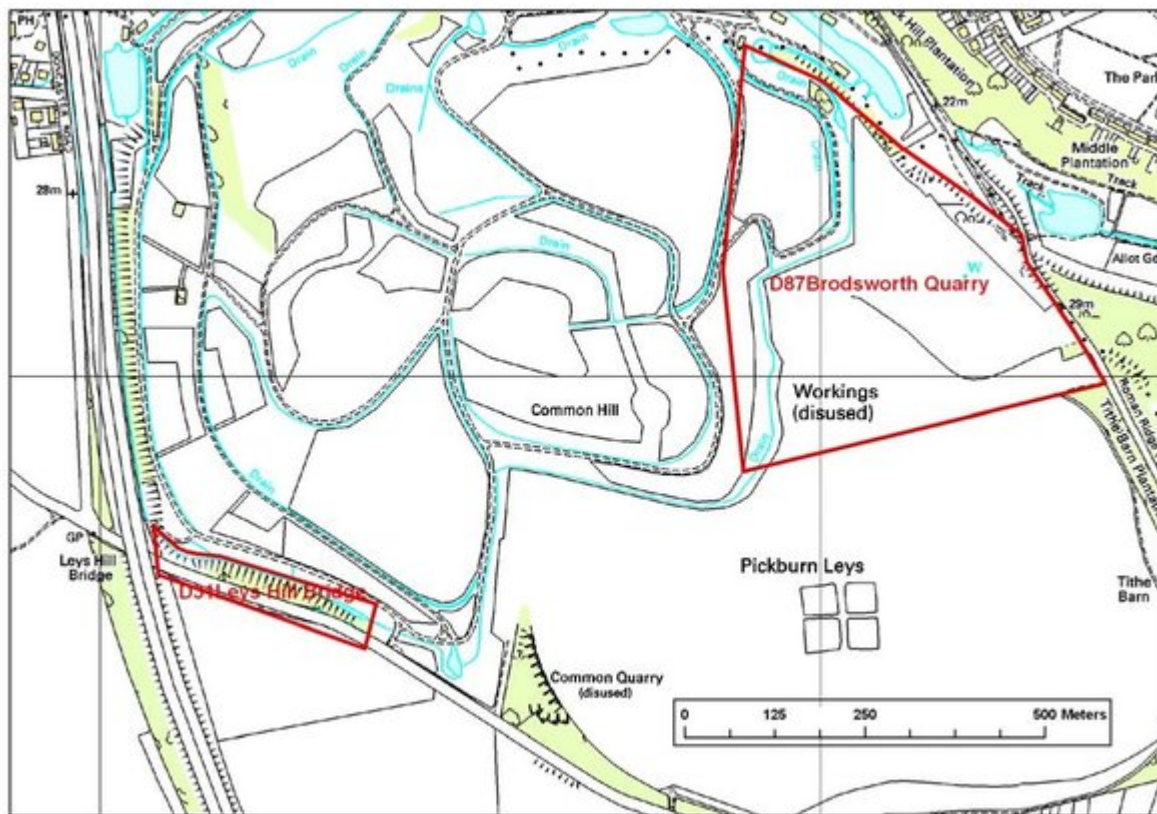 PH
Drain
Drain
Drain
Drains
Drain
Hill Plantation
The Park
22m
Middle
Plantation
Track
Track
28m
Drain
Drain
Allot Gdns
W
D87Brodsworth Quarry
29m
Common Hill
Workings
(disused)
Roman Ridge
Tithe Barn Plantation
Drain
Drain
GP
Leys Hill
Bridge
D31Leys Hill Bridge
Pickburn Leys
Tithe
Barn
Common Quarry
(disused)
0 125 250 500 Meters